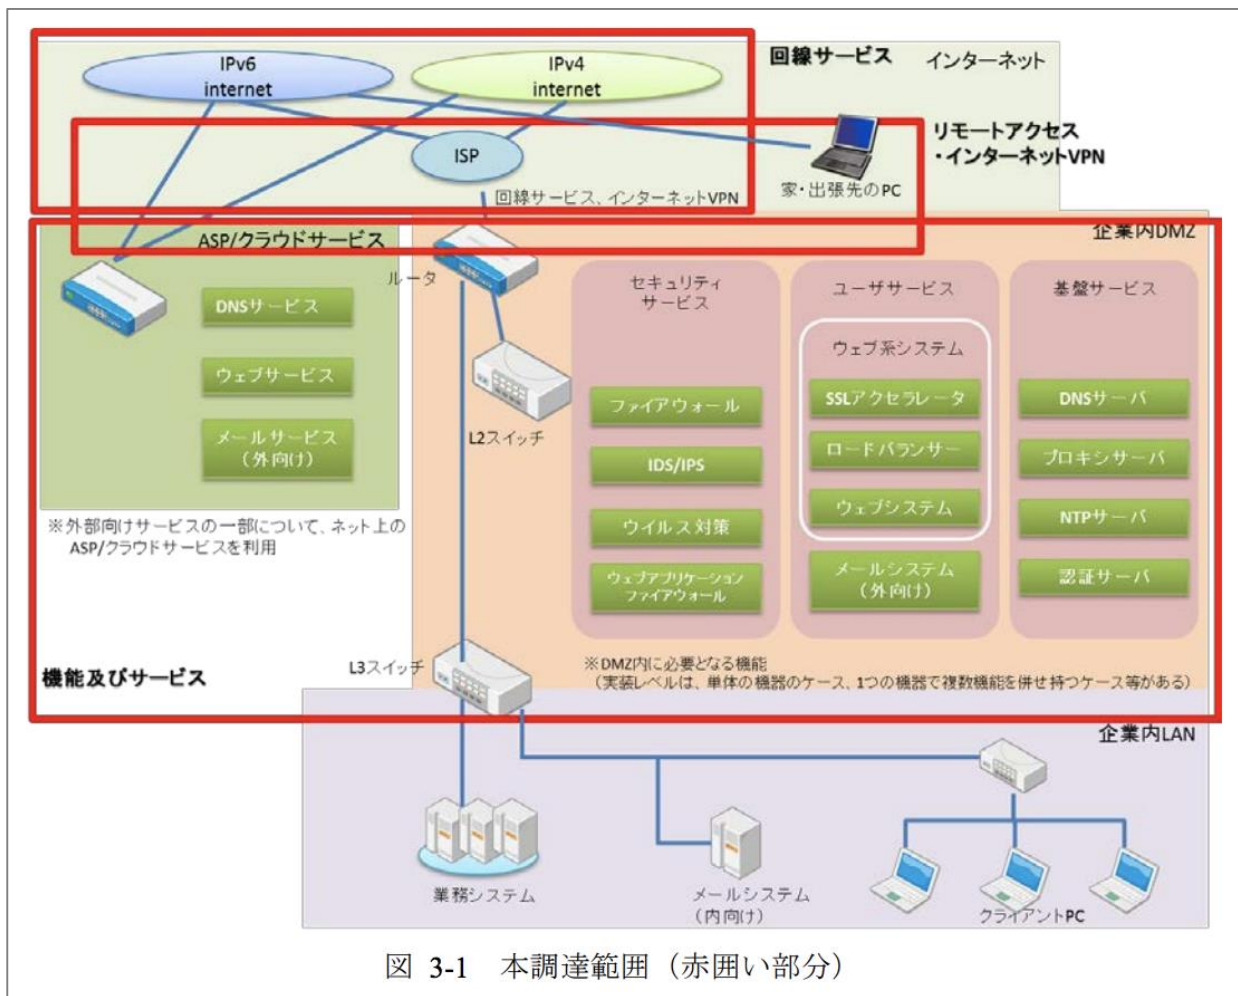 IPv6
internet
IPv4
internet
回線サービス
インターネット
ISP
リモートアクセス
・インターネットVPN
家・出張先のPC
回線サービス、インターネットVPN
ASP/クラウドサービス
企業内DMZ
ルータ
DNSサービス
ウェブサービス
メールサービス
（外向け）
L2スイッチ
※外部向けサービスの一部について、ネット上の
ASP/クラウドサービスを利用
セキュリティ
サービス
ファイアウォール
IDS/IPS
ウイルス対策
ウェブアプリケーション
ファイアウォール
ユーザサービス
ウェブ系システム
SSLアクセラレータ
ロードバランサー
ウェブシステム
メールシステム
（外向け）
基盤サービス
DNSサーバ
プロキシサーバ
NTPサーバ
認証サーバ
機能及びサービス
L3スイッチ
※DMZ内に必要となる機能
（実装レベルは、単体の機器のケース、1つの機器で複数機能を併せ持つケース等がある）
企業内LAN
業務システム
メールシステム
（内向け）
クライアントPC
図 3-1 本調達範囲（赤囲い部分）